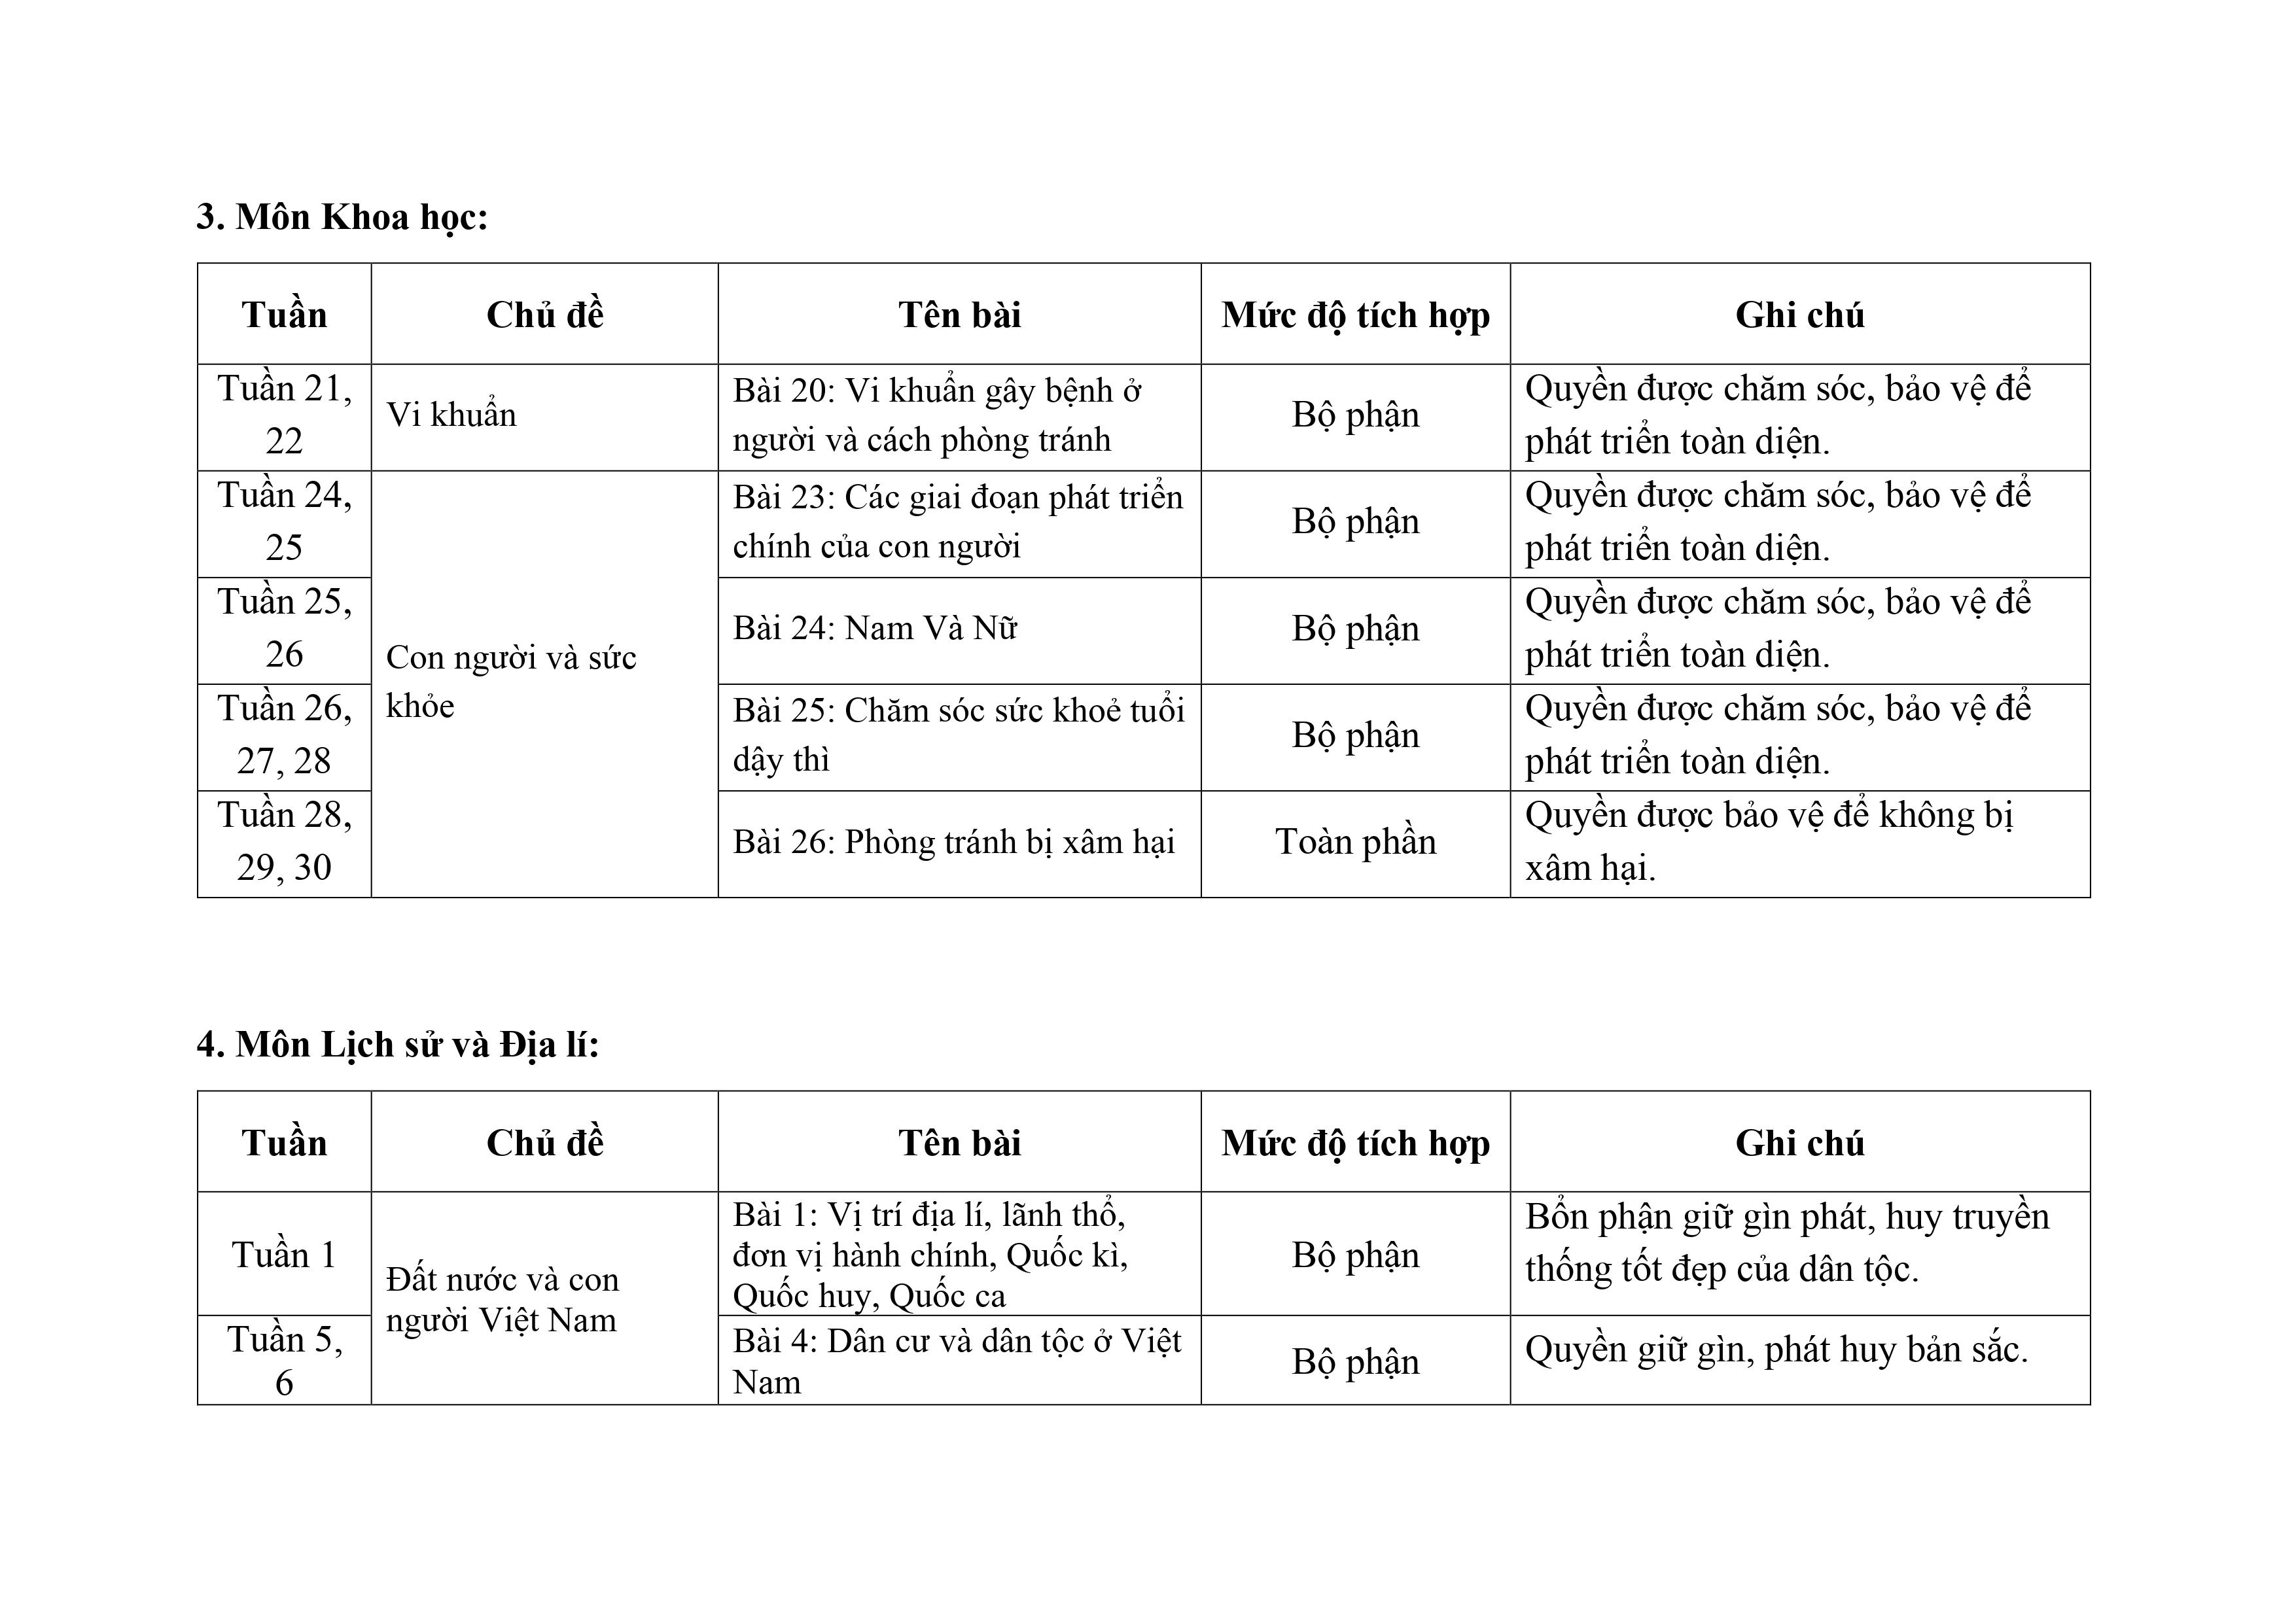 3. Môn Khoa học:
Tuần
Chủ đề
Tên bài
Mức độ tích hợp
Ghi chú
Tuần 21,
22
Vi khuẩn
Bài 20: Vi khuẩn gây bệnh ở
người và cách phòng tránh
Bộ phận
Quyền được chăm sóc, bảo vệ để
phát triển toàn diện.
Tuần 24,
25
Con người và sức
khỏe
Bài 23: Các giai đoạn phát triển
chính của con người
Bộ phận
Quyền được chăm sóc, bảo vệ để
phát triển toàn diện.
Tuần 25,
26
Bài 24: Nam Và Nữ
Bộ phận
Quyền được chăm sóc, bảo vệ để
phát triển toàn diện.
Tuần 26,
27, 28
Bài 25: Chăm sóc sức khoẻ tuổi
dậy thì
Bộ phận
Quyền được chăm sóc, bảo vệ để
phát triển toàn diện.
Tuần 28,
29, 30
Bài 26: Phòng tránh bị xâm hại
Toàn phần
Quyền được bảo vệ để không bị
xâm hại.
4. Môn Lịch sử và Địa lí:
Tuần
Chủ đề
Tên bài
Mức độ tích hợp
Ghi chú
Tuần 1
Đất nước và con
người Việt Nam
Bài 1: Vị trí địa lí, lãnh thổ,
đơn vị hành chính, Quốc kì,
Quốc huy, Quốc ca
Bộ phận
Bổn phận giữ gìn phát, huy truyền
thống tốt đẹp của dân tộc.
Tuần 5,
6
Bài 4: Dân cư và dân tộc ở Việt
Nam
Bộ phận
Quyền giữ gìn, phát huy bản sắc.